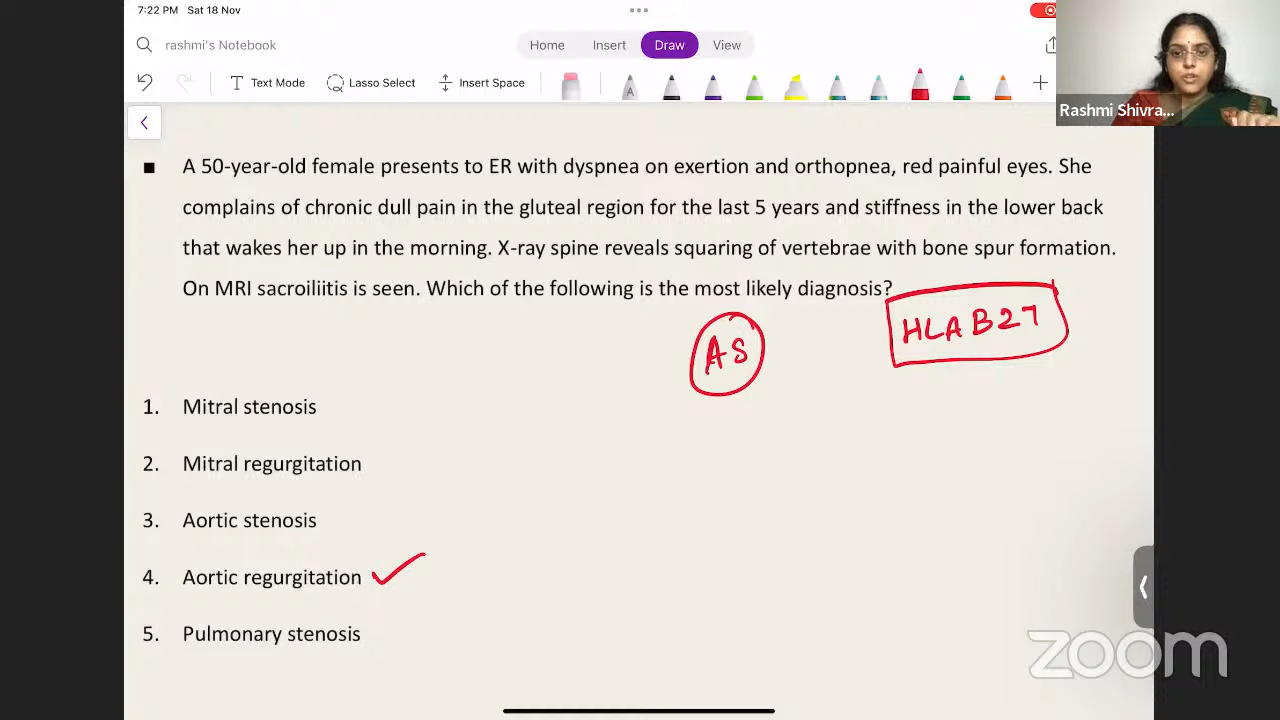 7:22 PM Sat 18 Nov
rashmi's Notebook
Home Insert Draw View
Text Mode Lasso Select Insert Space
A
Rashmi Shivra...
A 50-year-old female presents to ER with dyspnea on exertion and orthopnea, red painful eyes. She
complains of chronic dull pain in the gluteal region for the last 5 years and stiffness in the lower back
that wakes her up in the morning. X-ray spine reveals squaring of vertebrae with bone spur formation.
On MRI sacroiliitis is seen. Which of the following is the most likely diagnosis?
HLA B27
AS
1. Mitral stenosis
2. Mitral regurgitation
3. Aortic stenosis
4. Aortic regurgitation
5. Pulmonary stenosis
zoom